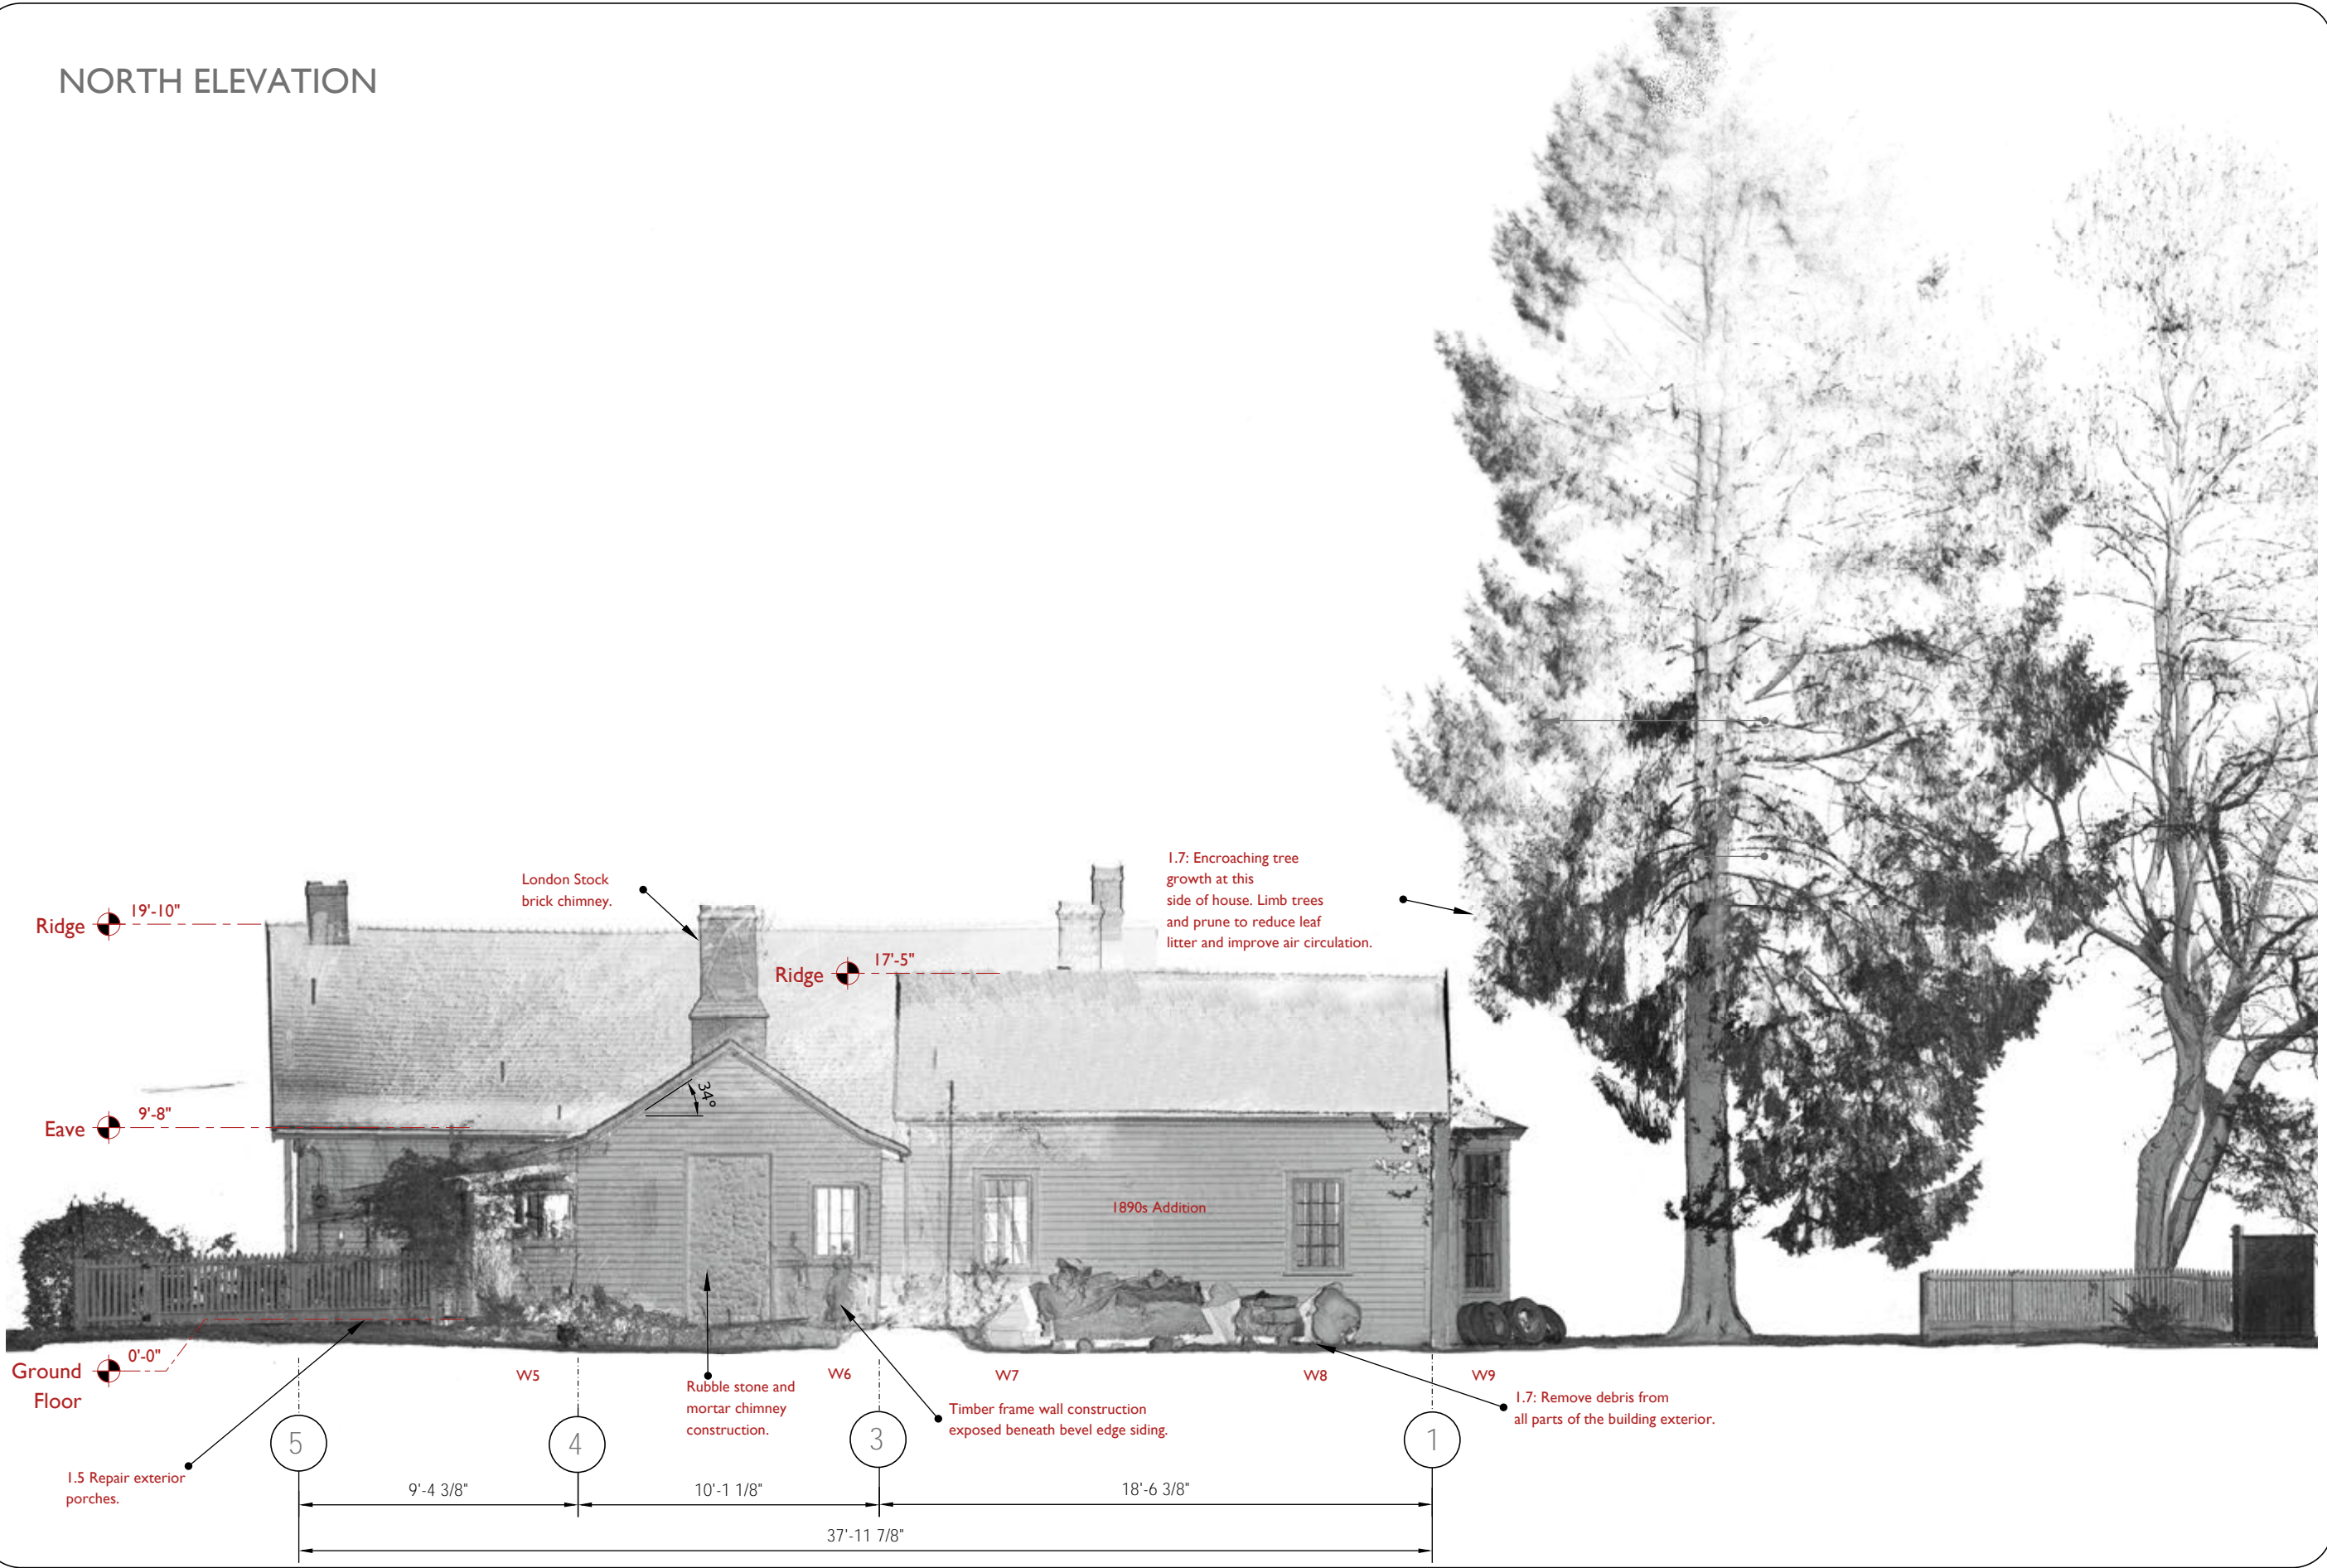 NORTH ELEVATION
London Stock
brick chimney.
1.7: Encroaching tree
growth at this
side of house. Limb trees
and prune to reduce leaf
litter and improve air circulation.
Ridge
19'-10"
Ridge
17'-5"
34°
Eave
9'-8"
1890s Addition
Ground
Floor
0'-0"
W5
W6
W7
W8
W9
Rubble stone and
mortar chimney
construction.
Timber frame wall construction
exposed beneath bevel edge siding.
1.7: Remove debris from
all parts of the building exterior.
5
4
3
1
1.5 Repair exterior
porches.
9'-4 3/8"
10'-1 1/8"
18'-6 3/8"
37'-11 7/8"